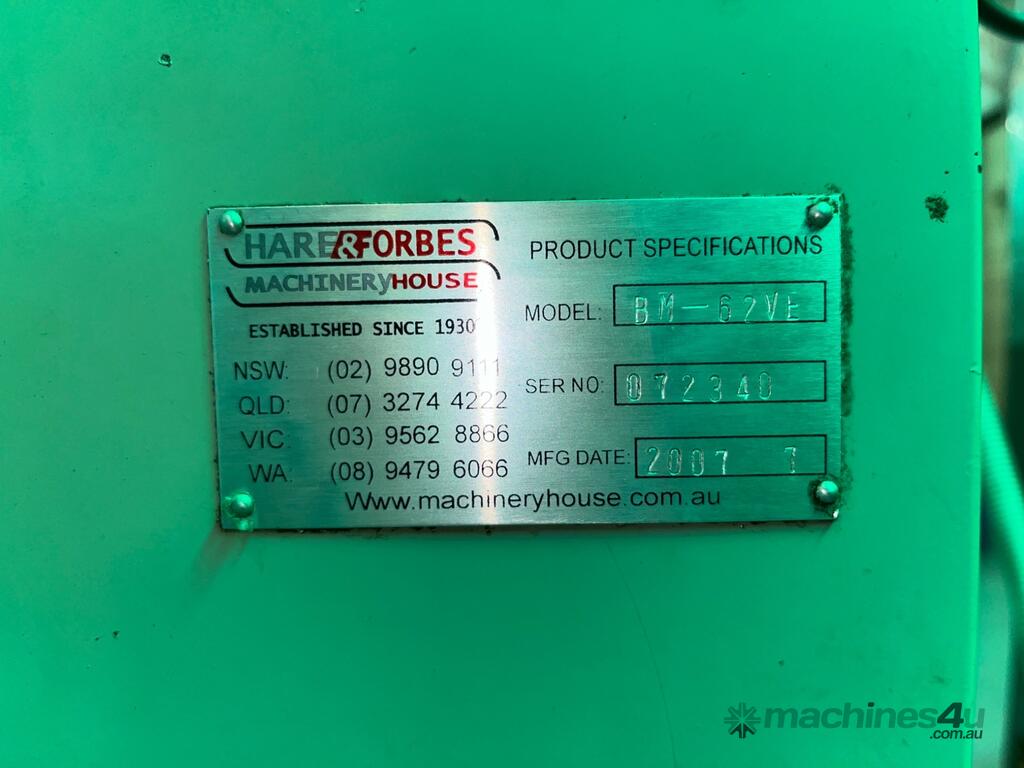 HARE&FORBES
MACHINERYHOUSE
ESTABLISHED SINCE 1930
NSW: (02) 9890 9111
QLD: (07) 3274 4222
VIC: (03) 9562 8866
WA: (08) 9479 6066
PRODUCT SPECIFICATIONS
MODEL: BM-62VE
SER NO: 072340
MFG DATE: 2007 7
Www.machineryhouse.com.au
machines4u
.com.au